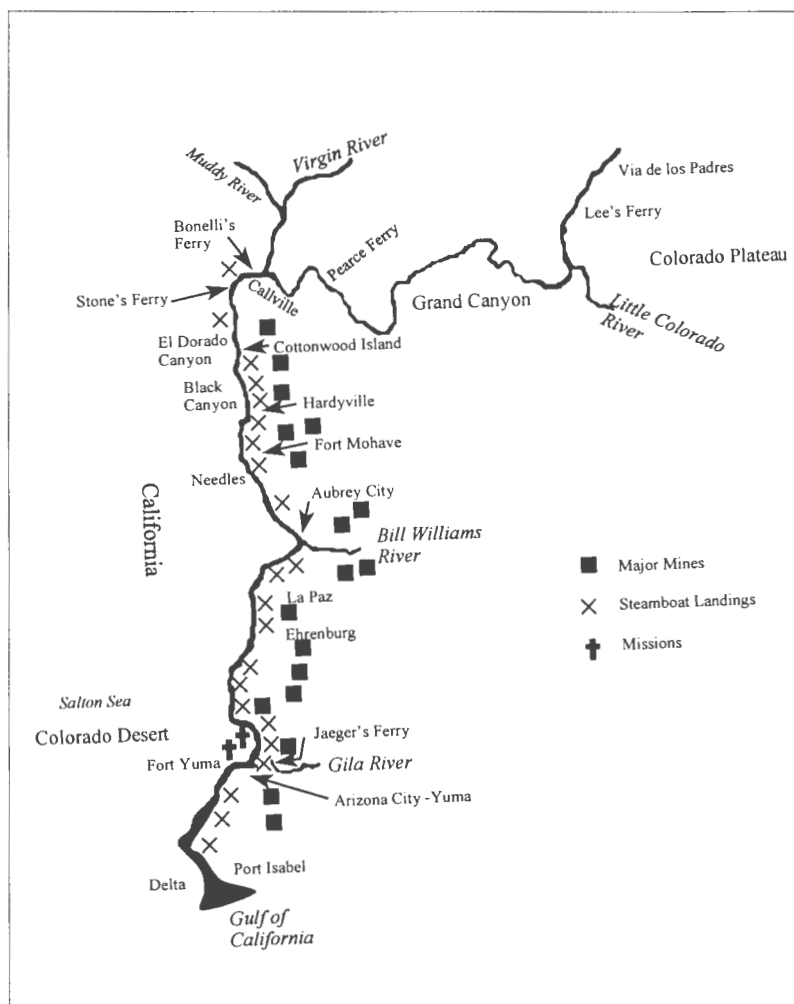 Muddy River
Virgin River
Via de los Padres
Lee's Ferry
Bonelli's
Ferry
Pearce Ferry
Colorado Plateau
Stone's Ferry
Callville
Grand Canyon
Little Colorado
River
El Dorado
Canyon
Cottonwood Island
Black
Canyon
Hardyville
Fort Mohave
Needles
Aubrey City
California
Bill Williams
River
Major Mines
La Paz
Steamboat Landings
Ehrenburg
Missions
Salton Sea
Colorado Desert
Jaeger's Ferry
Fort Yuma
Gila River
Arizona City -Yuma
Port Isabel
Delta
Gulf of
California